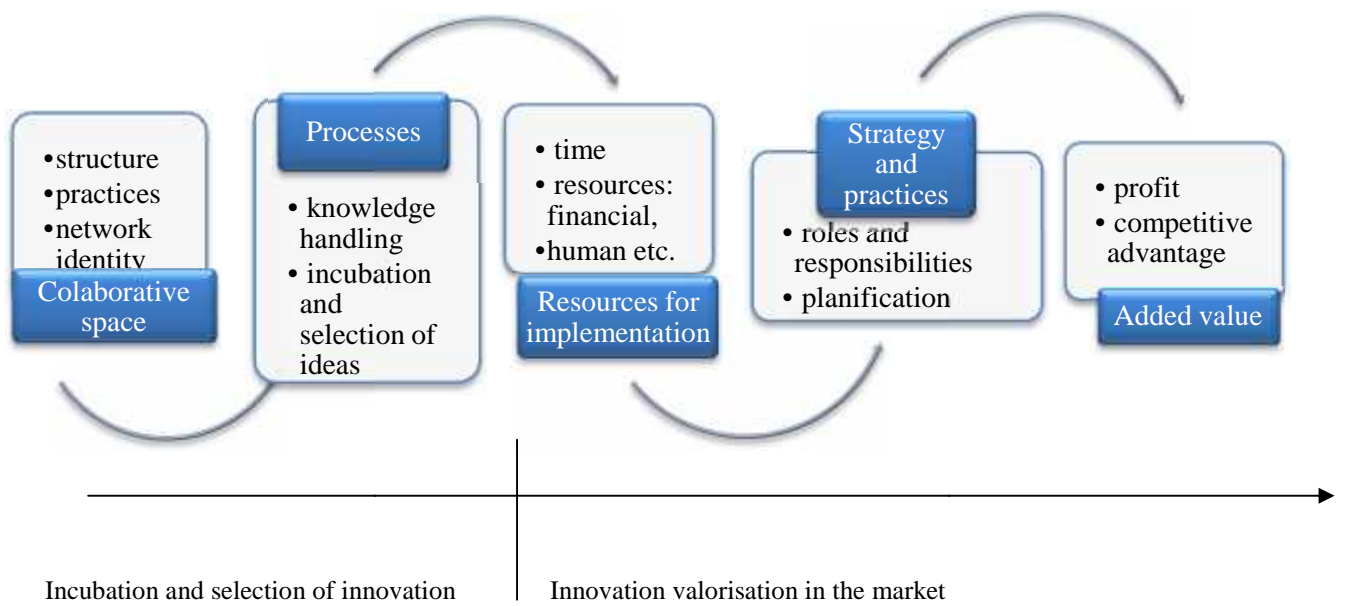 •structure
•practices
•network
identity
Colaborative
space
Processes
• knowledge
handling
• incubation
and
selection of
ideas
• time
• resources:
financial,
•human etc.
Resources for
implementation
Strategy
and
practices
• roles and
responsibilities
• planification
• profit
• competitive
advantage
Added value
Incubation and selection of innovation
Innovation valorisation in the market